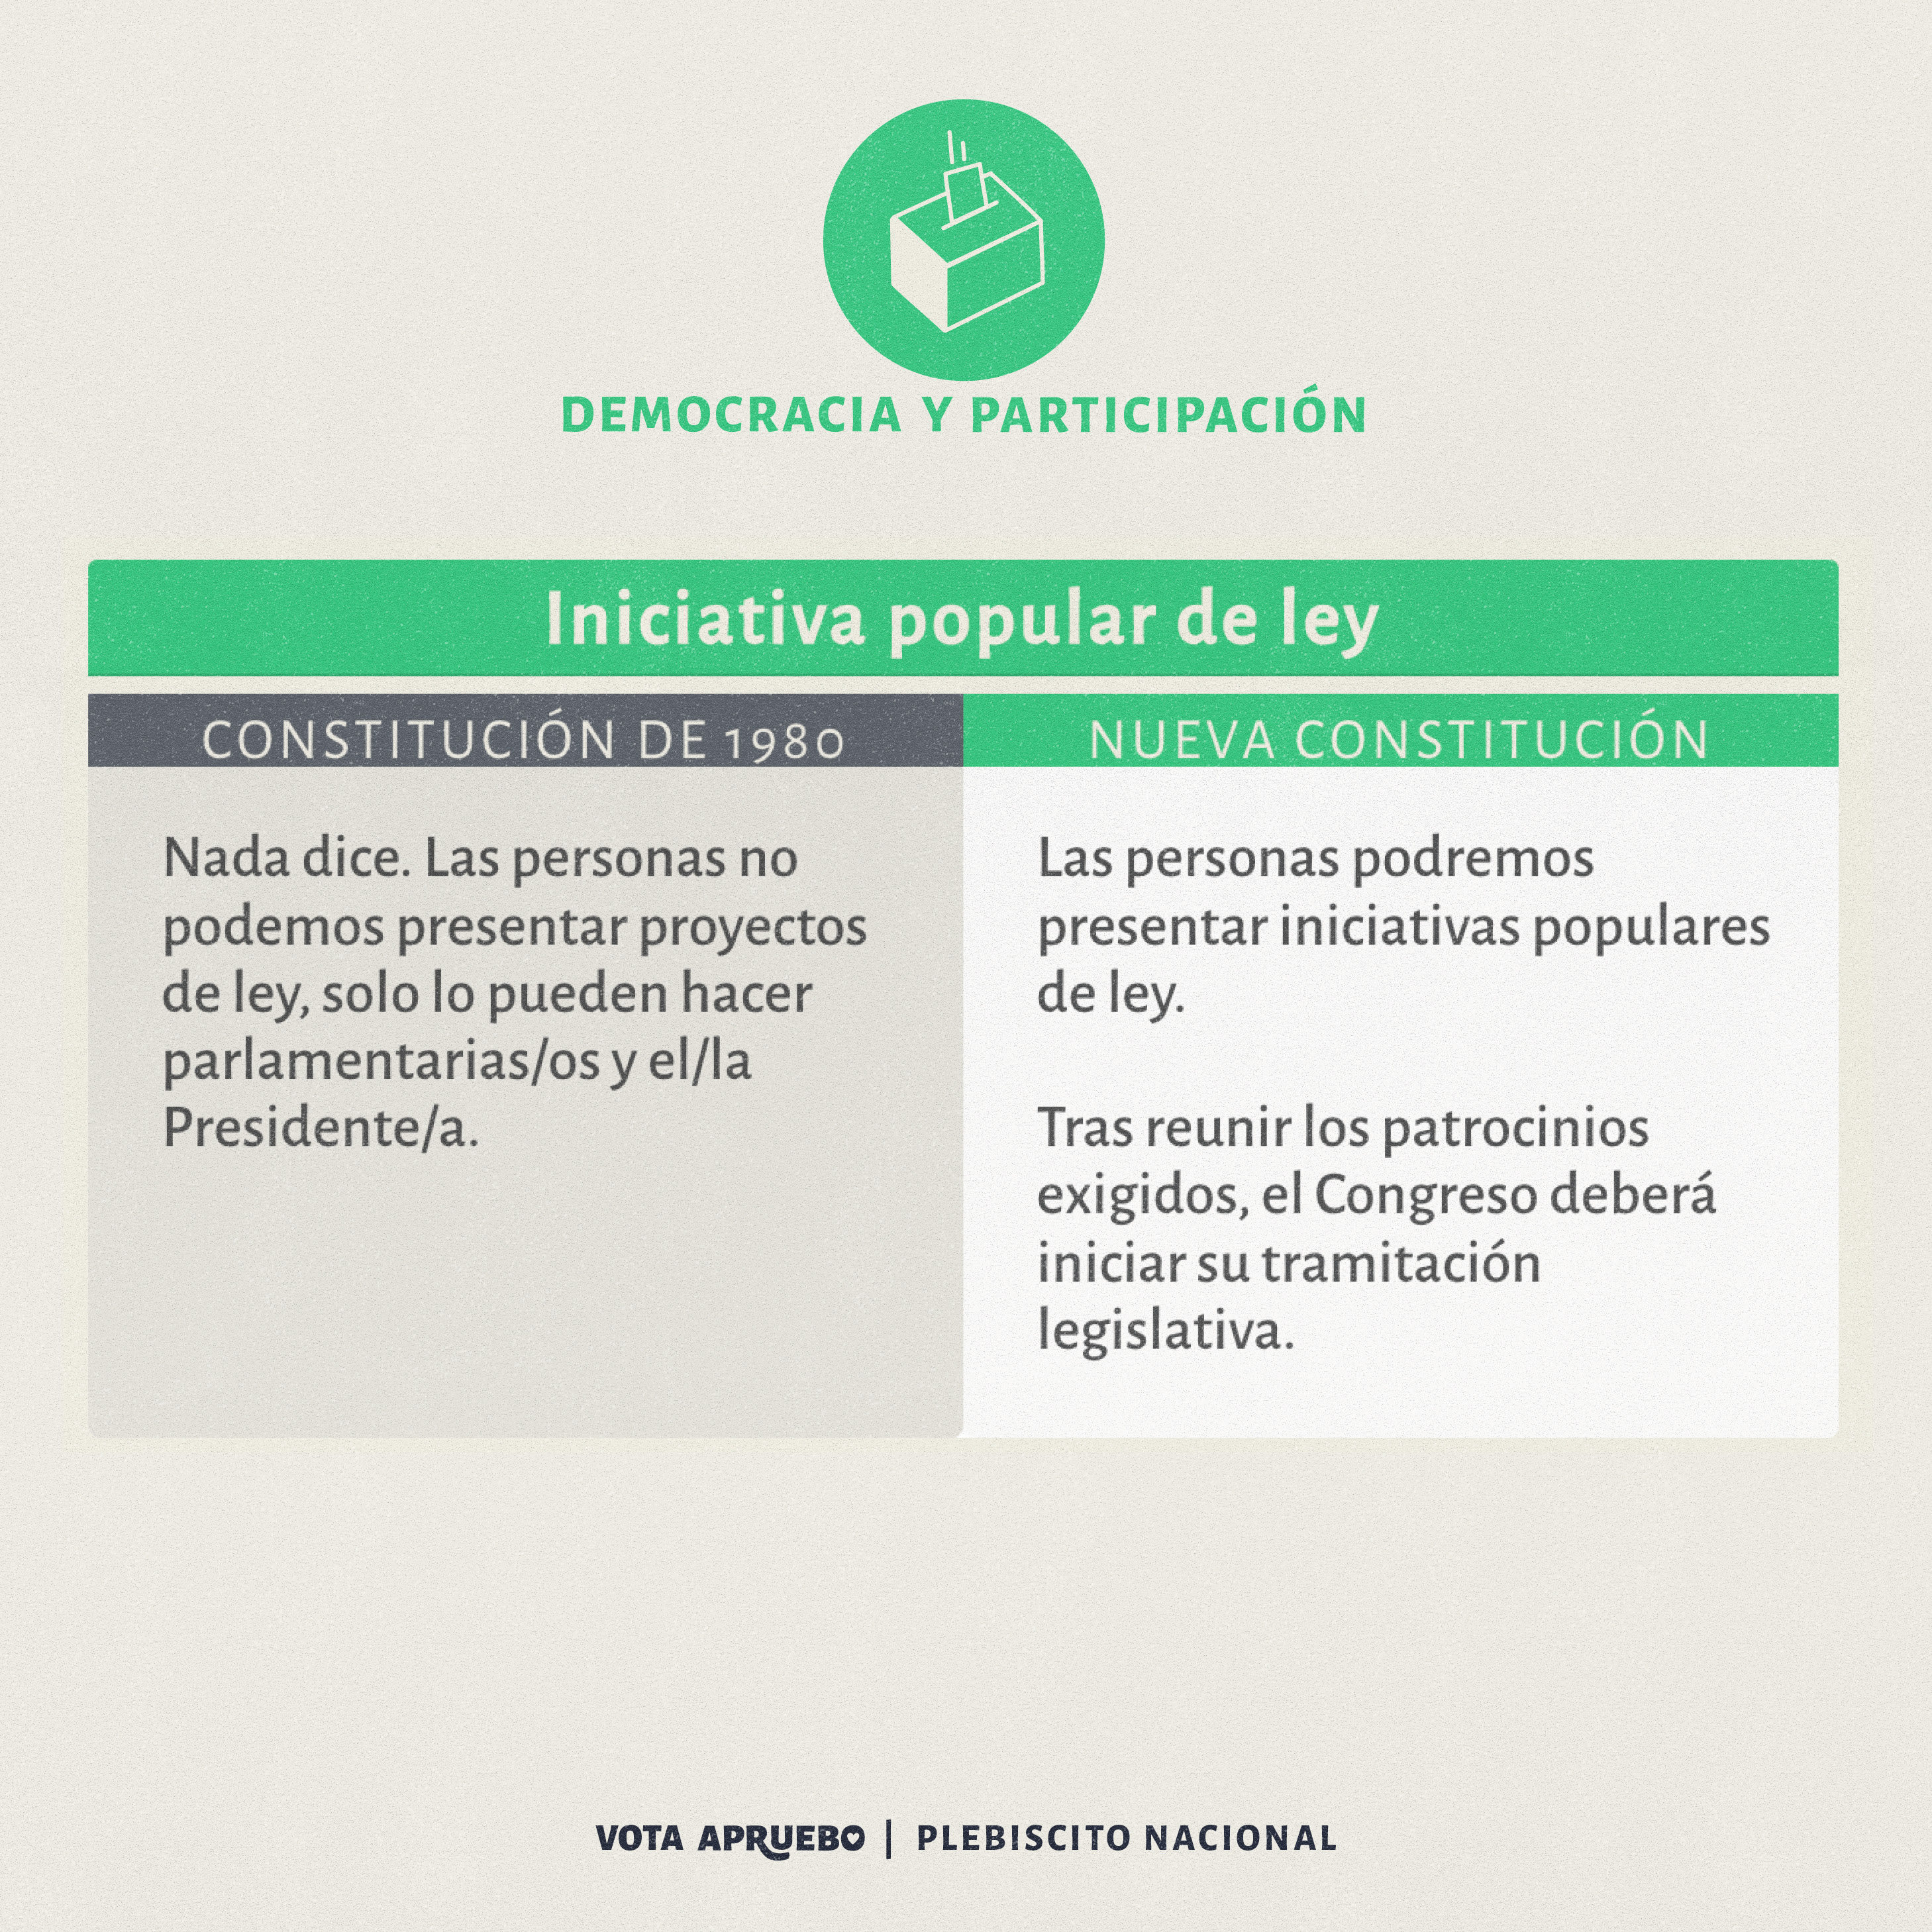 DEMOCRACIA Y PARTICIPACIÓN
Iniciativa popular de ley
CONSTITUCIÓN DE 1980
Nada dice. Las personas no
podemos presentar proyectos
de ley, solo lo pueden hacer
parlamentarias/os y el/la
Presidente/a.
NUEVA CONSTITUCIÓN
Las personas podremos
presentar iniciativas populares
de ley.
Tras reunir los patrocinios
exigidos, el Congreso deberá
iniciar su tramitación
legislativa.
VOTA APRUEBO | PLEBISCITO NACIONAL